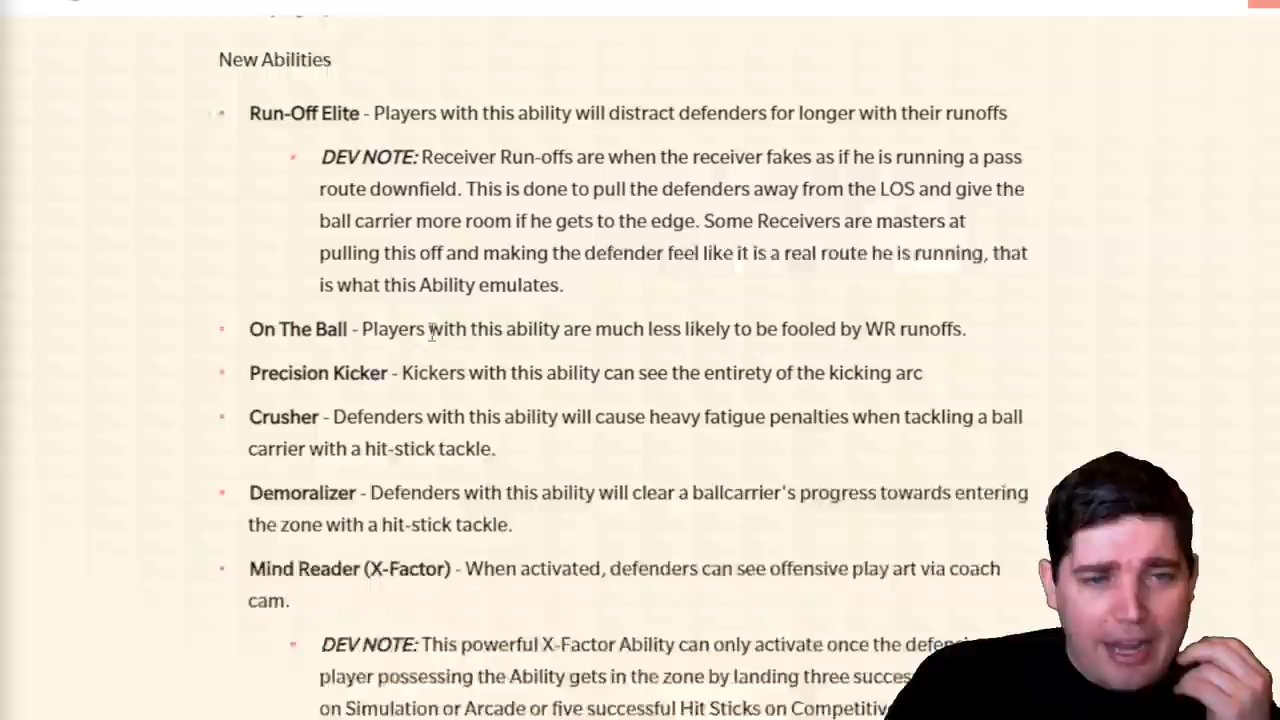 New Abilities
Run-Off Elite - Players with this ability will distract defenders for longer with their runoffs
DEV NOTE: Receiver Run-offs are when the receiver fakes as if he is running a pass
route downfield. This is done to pull the defenders away from the LOS and give the
ball carrier more room if he gets to the edge. Some Receivers are masters at
pulling this off and making the defender feel like it is a real route he is running, that
is what this Ability emulates.
On The Ball - Players with this ability are much less likely to be fooled by WR runoffs.
Precision Kicker - Kickers with this ability can see the entirety of the kicking arc
Crusher - Defenders with this ability will cause heavy fatigue penalties when tackling a ball
carrier with a hit-stick tackle.
Demoralizer - Defenders with this ability will clear a ballcarrier's progress towards entering
the zone with a hit-stick tackle.
Mind Reader (X-Factor) - When activated, defenders can see offensive play art via coach
cam.
DEV NOTE: This powerful X-Factor Ability can only activate once the
player possessing the Ability gets in the zone by landing three
on Simulation or Arcade or five successful Hit Sticks on